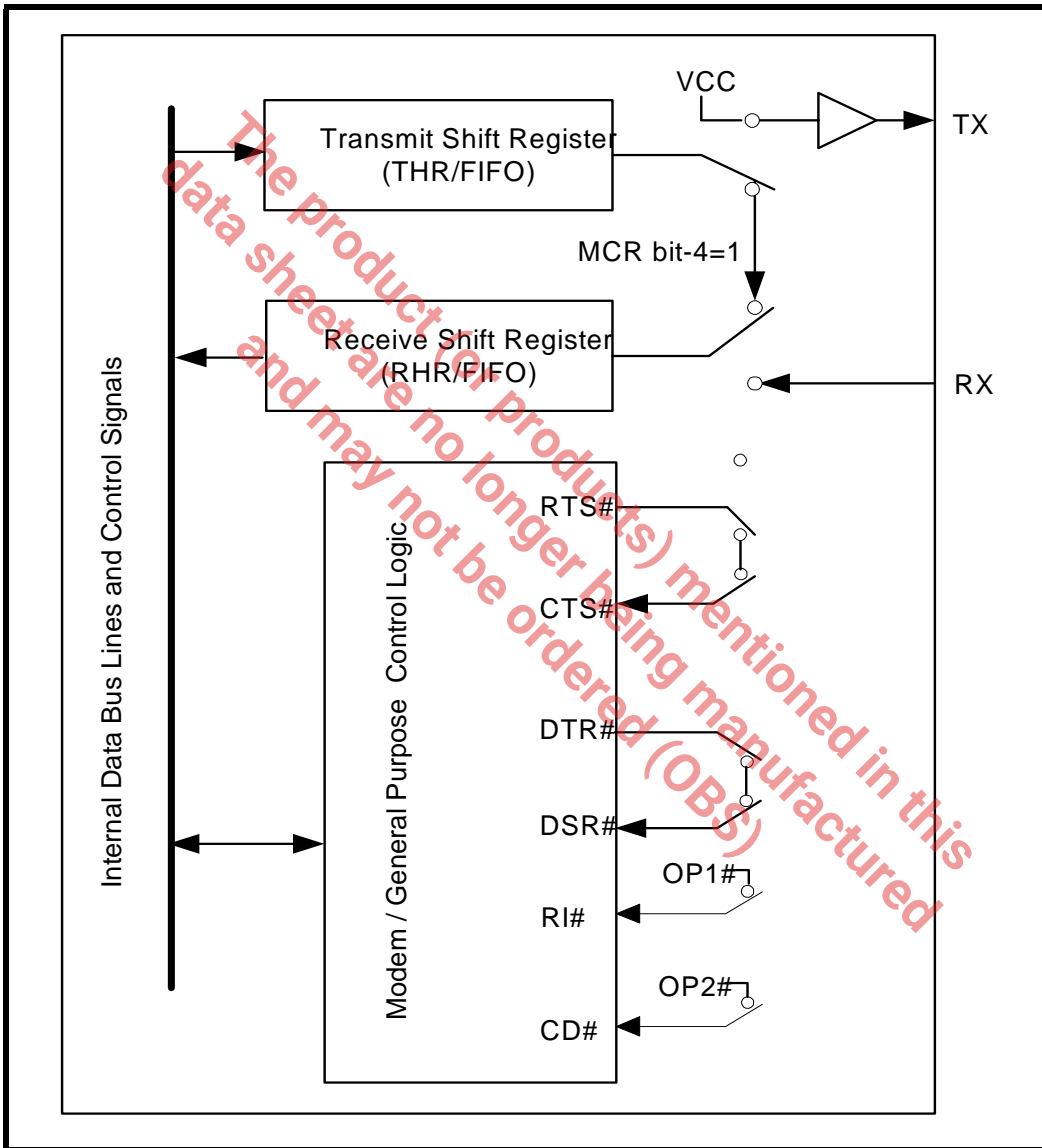 VCC
TX
Transmit Shift Register
(THR/FIFO)
MCR bit-4=1
Receive Shift Register
(RHR/FIFO)
RX
Internal Data Bus Lines and Control Signals
Modem / General Purpose Control Logic
RTS#
CTS#
DTR#
DSR#
OP1#
RI#
OP2#
CD#
The product (or products) mentioned in this
data sheet are no longer being manufactured
and may not be ordered (OBS)